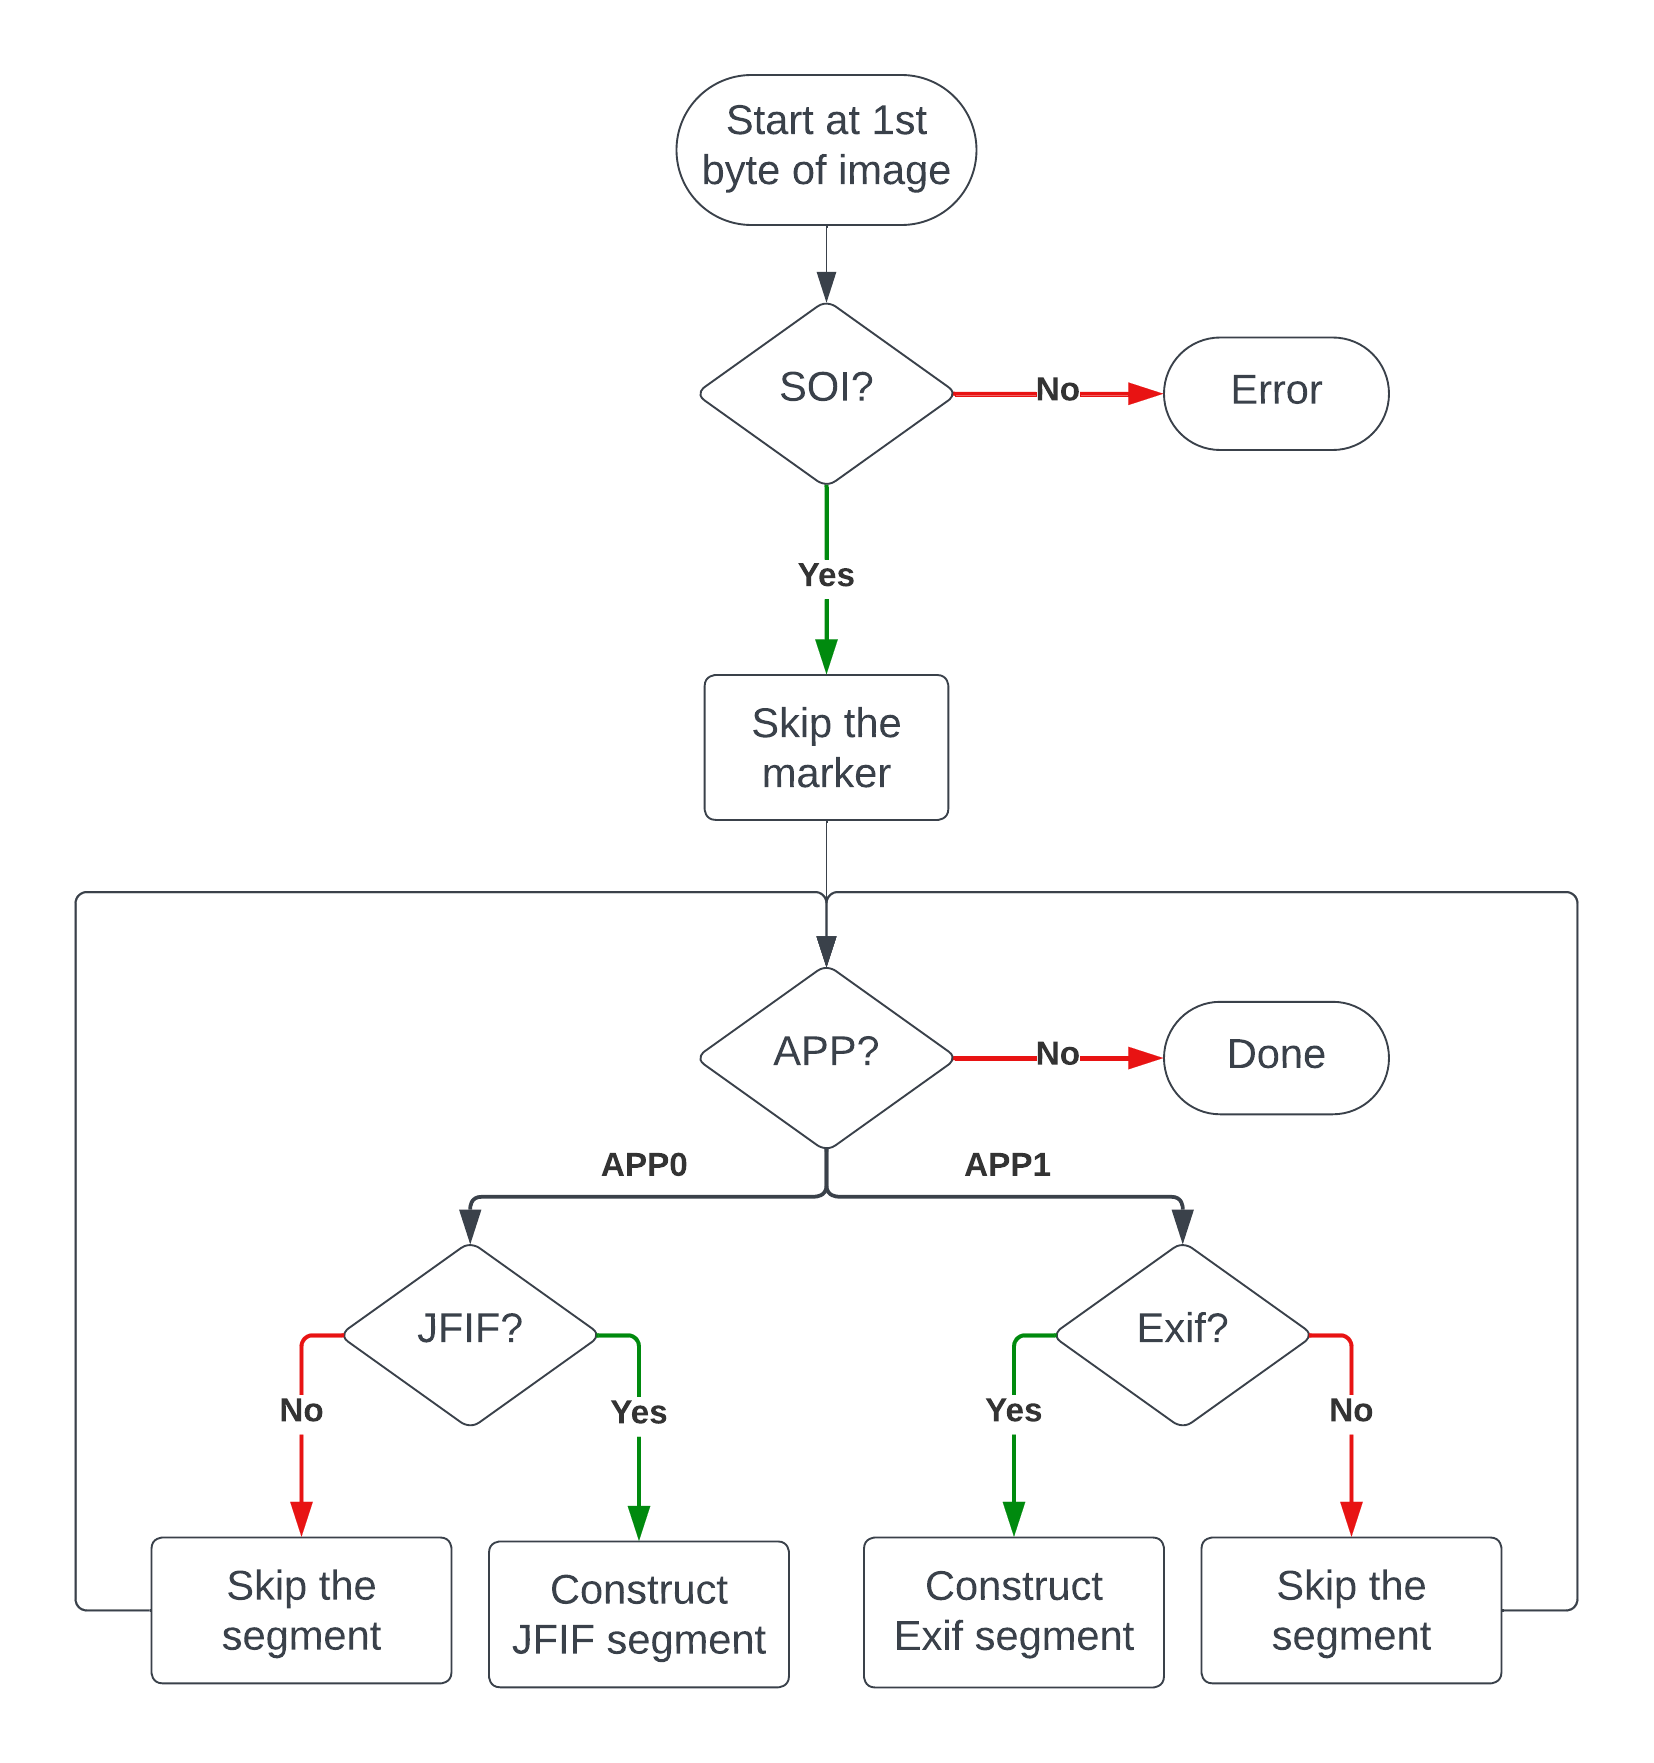 Start at 1st
byte of image
SOI?
No
Error
Yes
Skip the
marker
APP?
No
Done
APP0
APP1
JFIF?
Exif?
No
Yes
Yes
No
Skip the
segment
Construct
JFIF segment
Construct
Exif segment
Skip the
segment